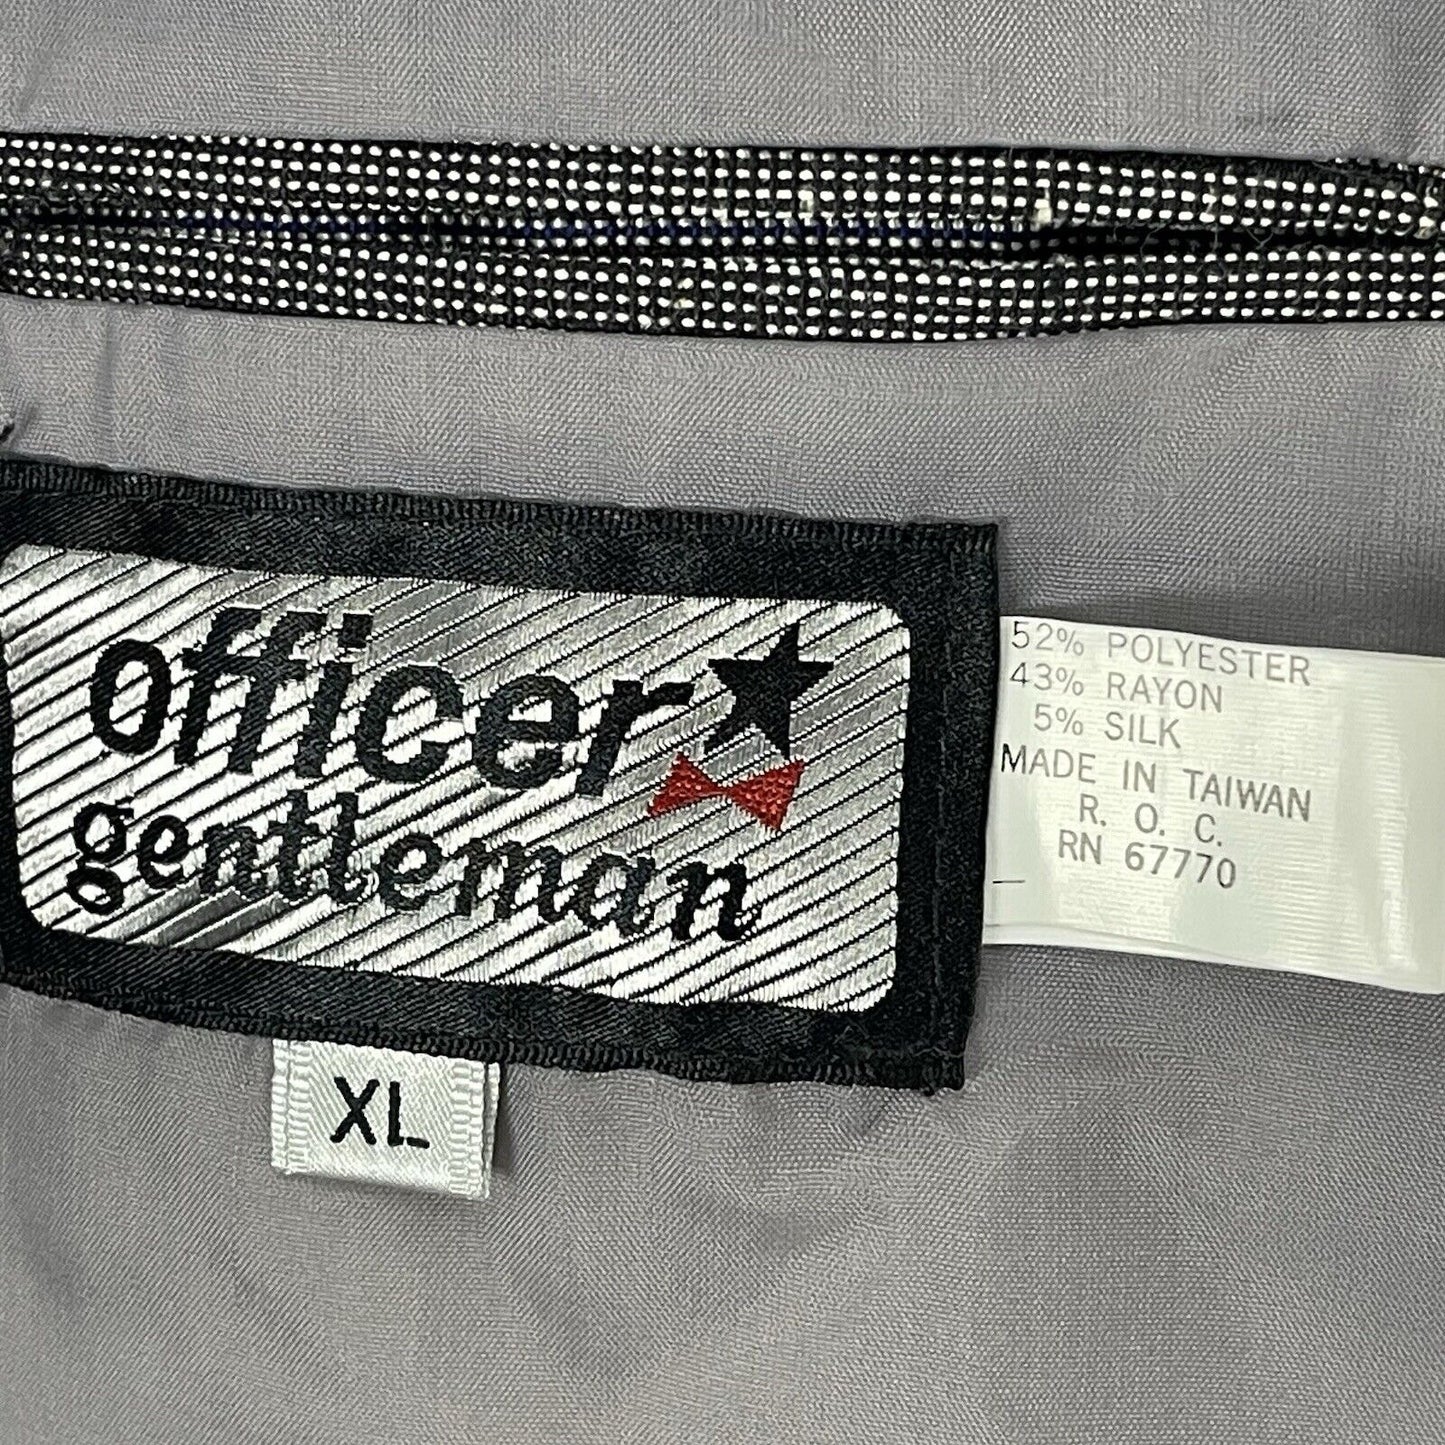 officer
gentleman
XL
52% POLYESTER
43% RAYON
5% SILK
MADE IN TAIWAN
R. O. C.
RN 67770